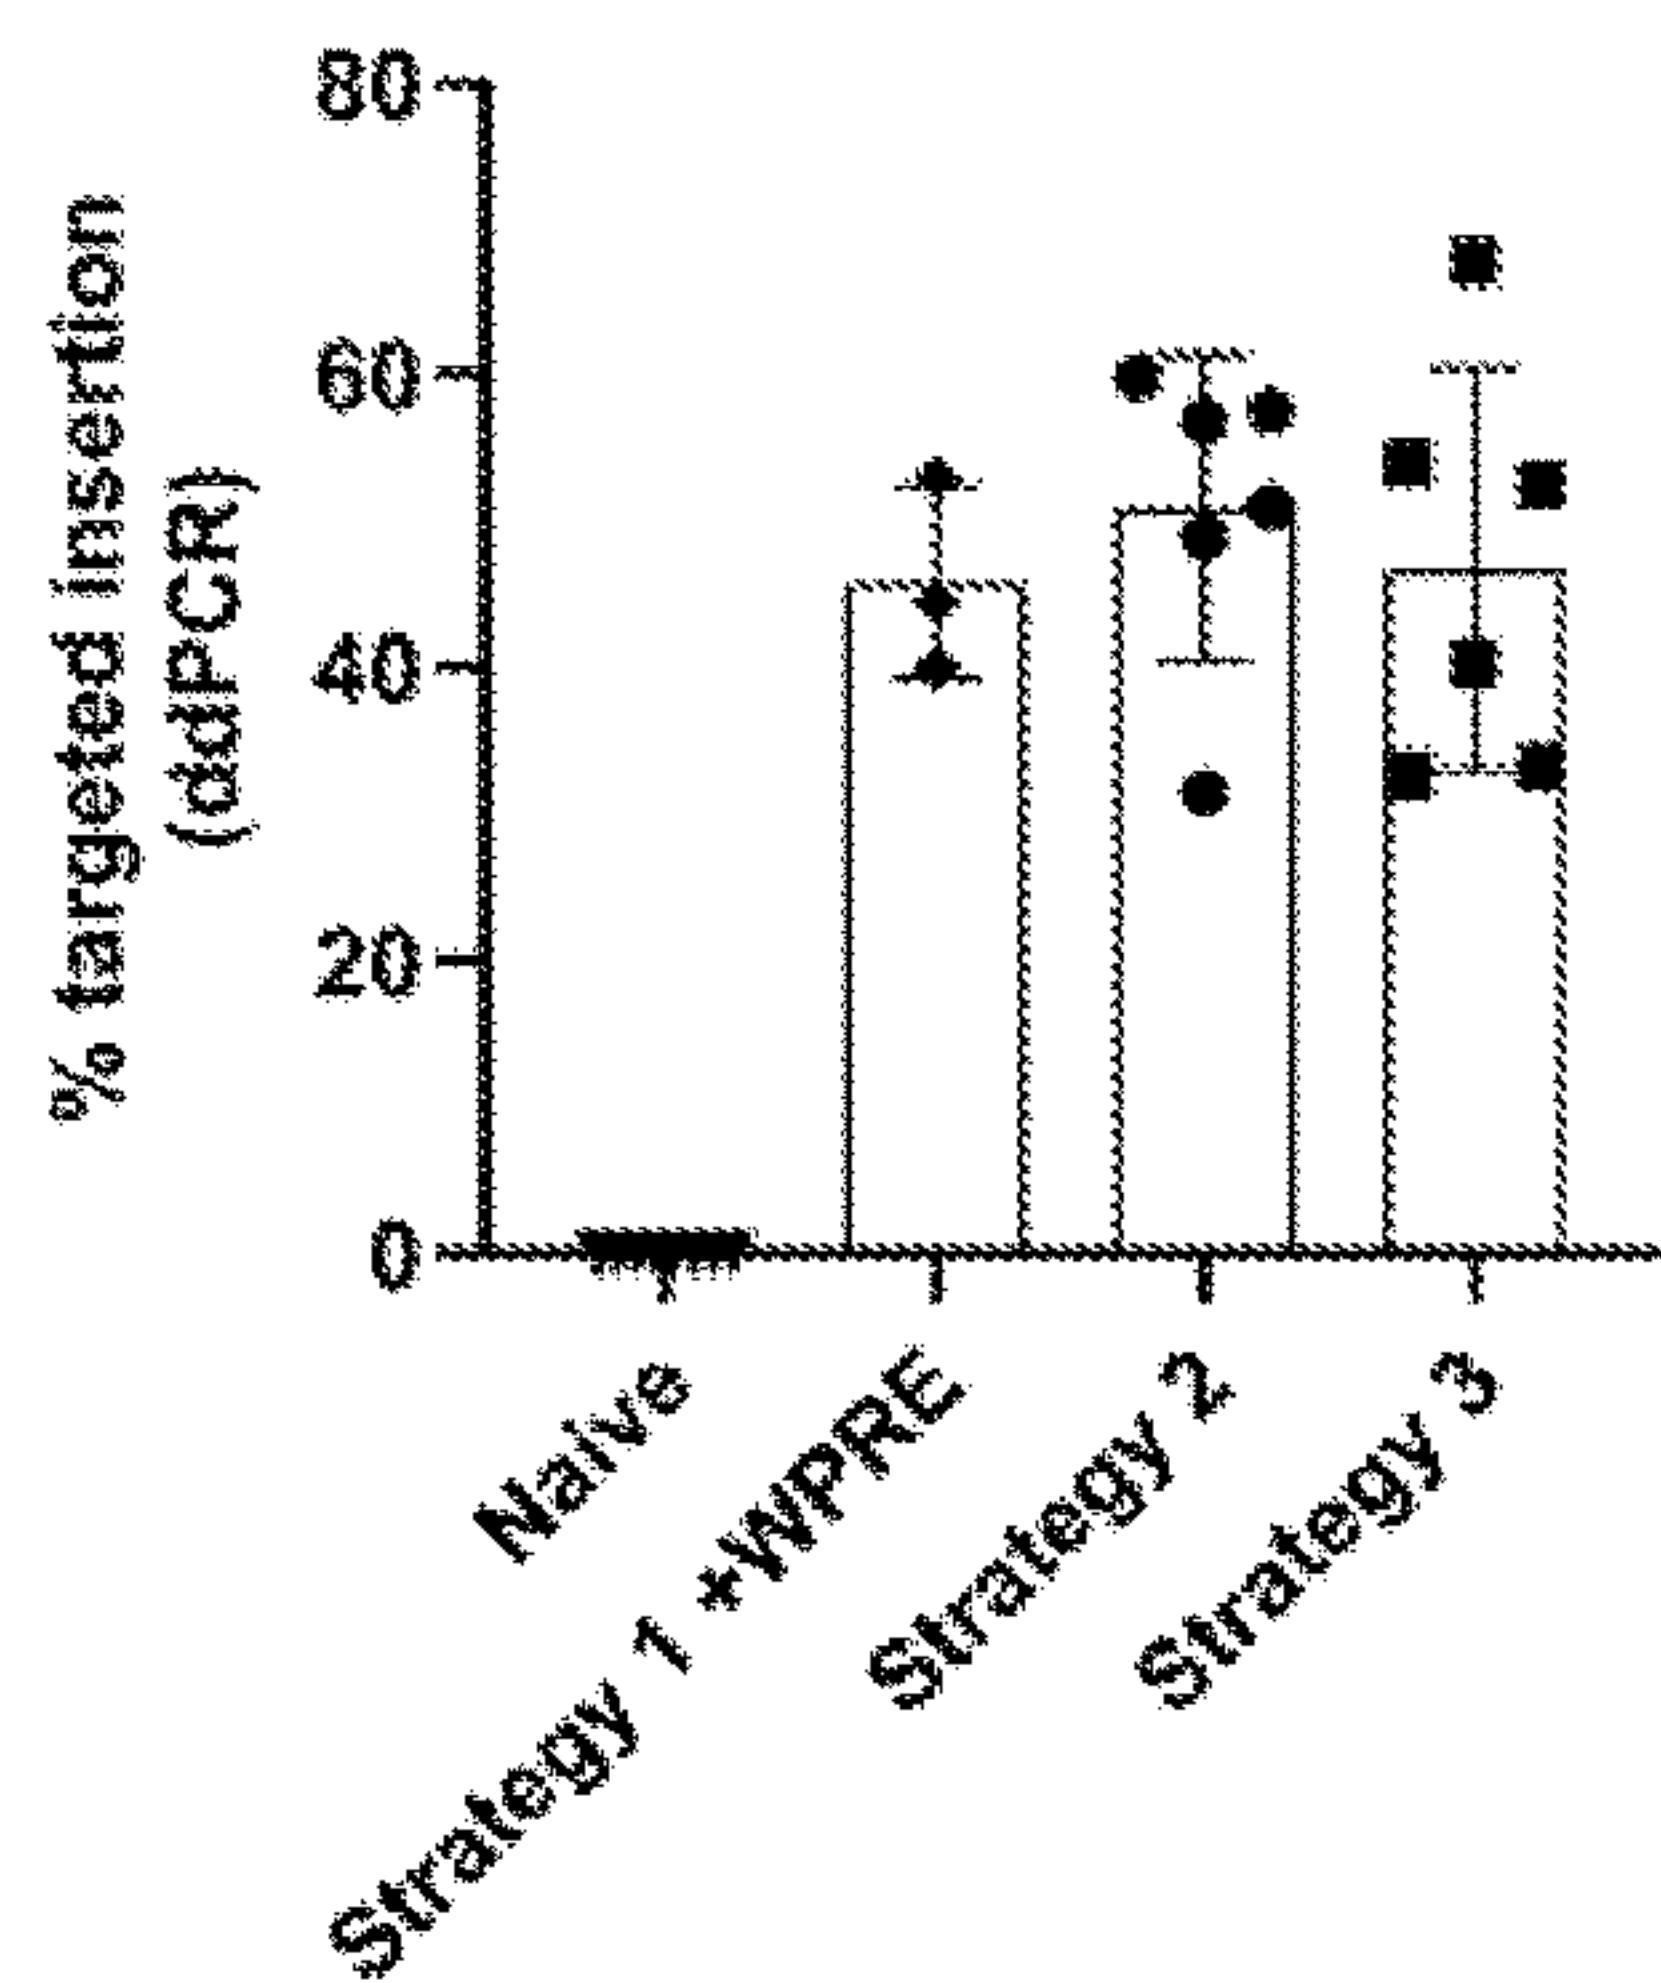 % targeted insertion
(ddPCR)
80
60
40
20
0
Naive
Strategy 1 +WPRE
Strategy 2
Strategy 3